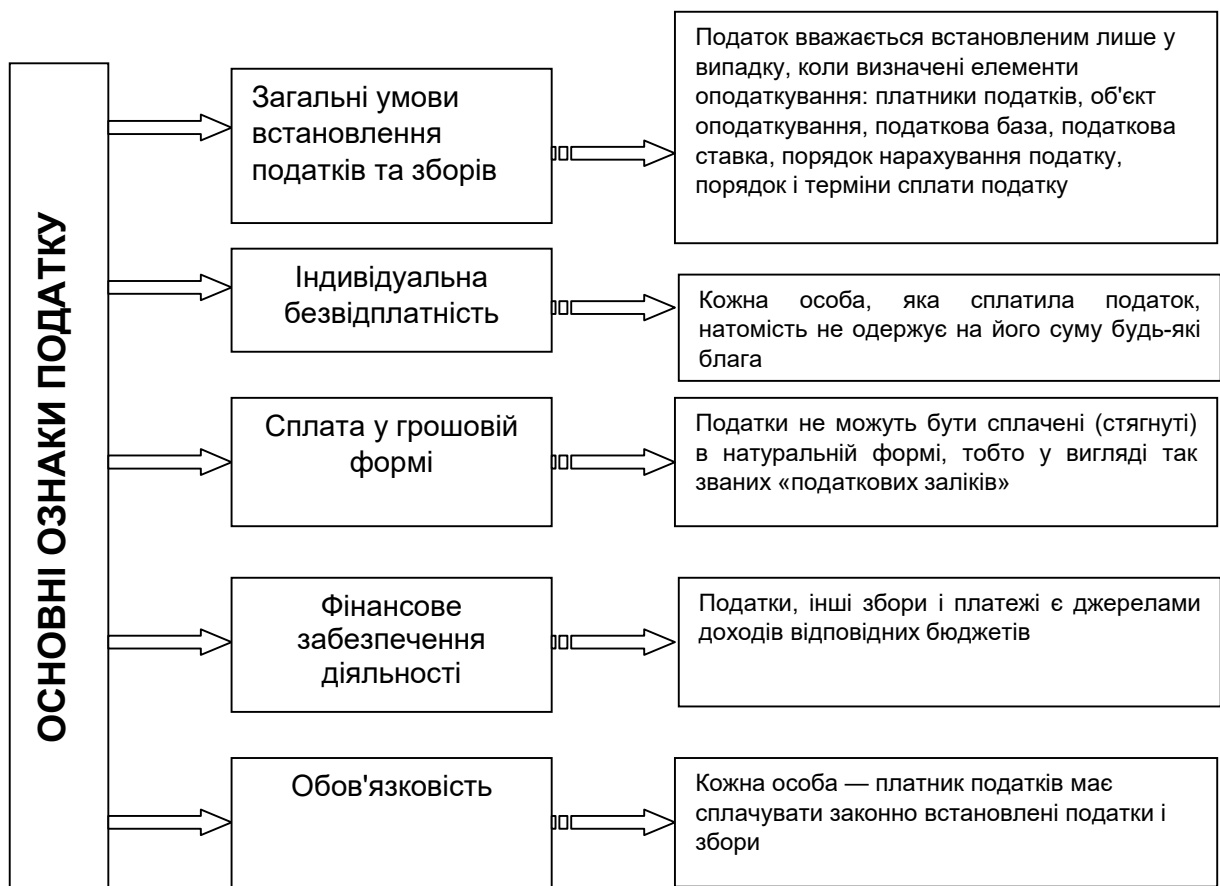 ОСНОВНІ ОЗНАКИ ПОДАТКУ
Загальні умови
встановлення
податків та зборів
Податок вважається встановленим лише у
випадку, коли визначені елементи
оподаткування: платники податків, об'єкт
оподаткування, податкова база, податкова
ставка, порядок нарахування податку,
порядок і терміни сплати податку
Індивідуальна
безвідплатність
Кожна особа, яка сплатила податок,
натомість не одержує на його суму будь-які
блага
Сплата у грошовій
формі
Податки не можуть бути сплачені (стягнуті)
в натуральній формі, тобто у вигляді так
званих «податкових заліків»
Фінансове
забезпечення
діяльності
Податки, інші збори і платежі є джерелами
доходів відповідних бюджетів
Обов'язковість
Кожна особа — платник податків має
сплачувати законно встановлені податки і
збори